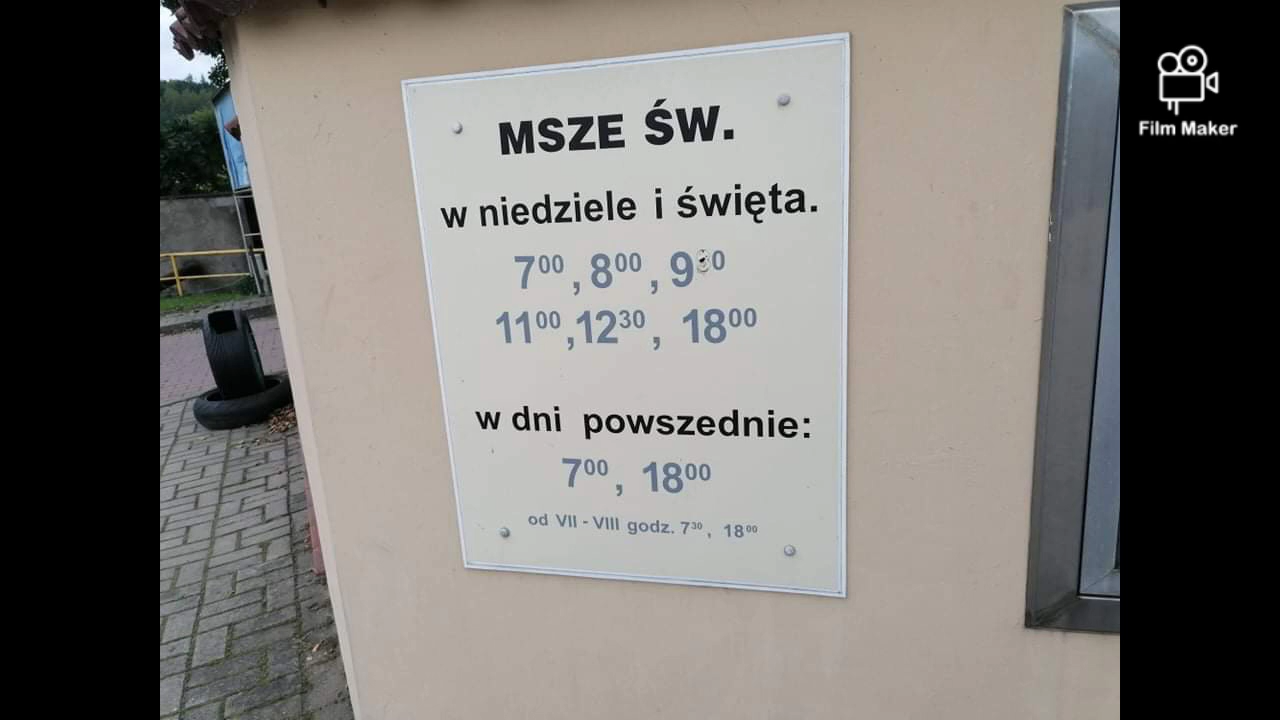 MSZE ŚW.
w niedziele i święta.
7⁰⁰, 8⁰⁰,
11⁰⁰, 12³⁰, 18⁰⁰
w dni powszednie:
7⁰⁰, 18⁰⁰
od VII - VIII godz. 7³⁰, 18⁰⁰
Film Maker